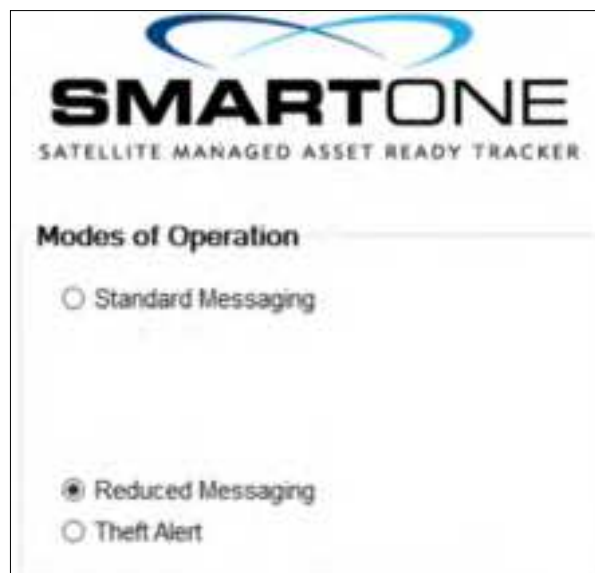 SMARTONE
SATELLITE MANAGED ASSET READY TRACKER
Modes of Operation
Standard Messaging
Reduced Messaging
Theft Alert